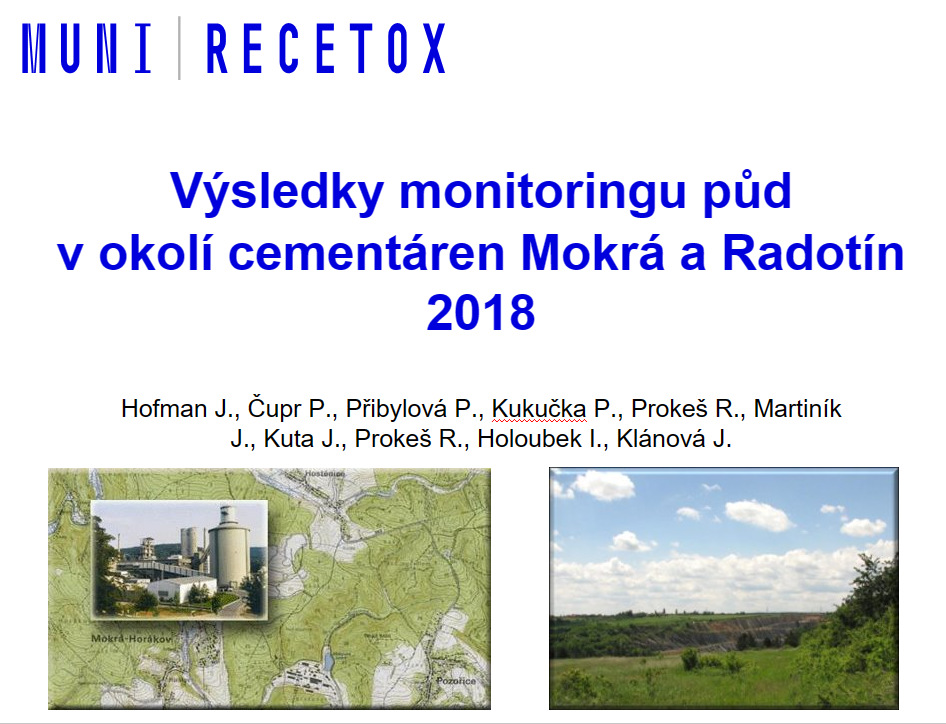 MUNI RECETOX
Výsledky monitoringu půd
v okolí cementáren Mokrá a Radotín
2018
Hofman J., Čupr P., Přibylová P., Kukučka P., Prokeš R., Martiník
J., Kuta J., Prokeš R., Holoubek I., Klánová J.
Hostěnice
Mokrá-Horákov
Pozořice